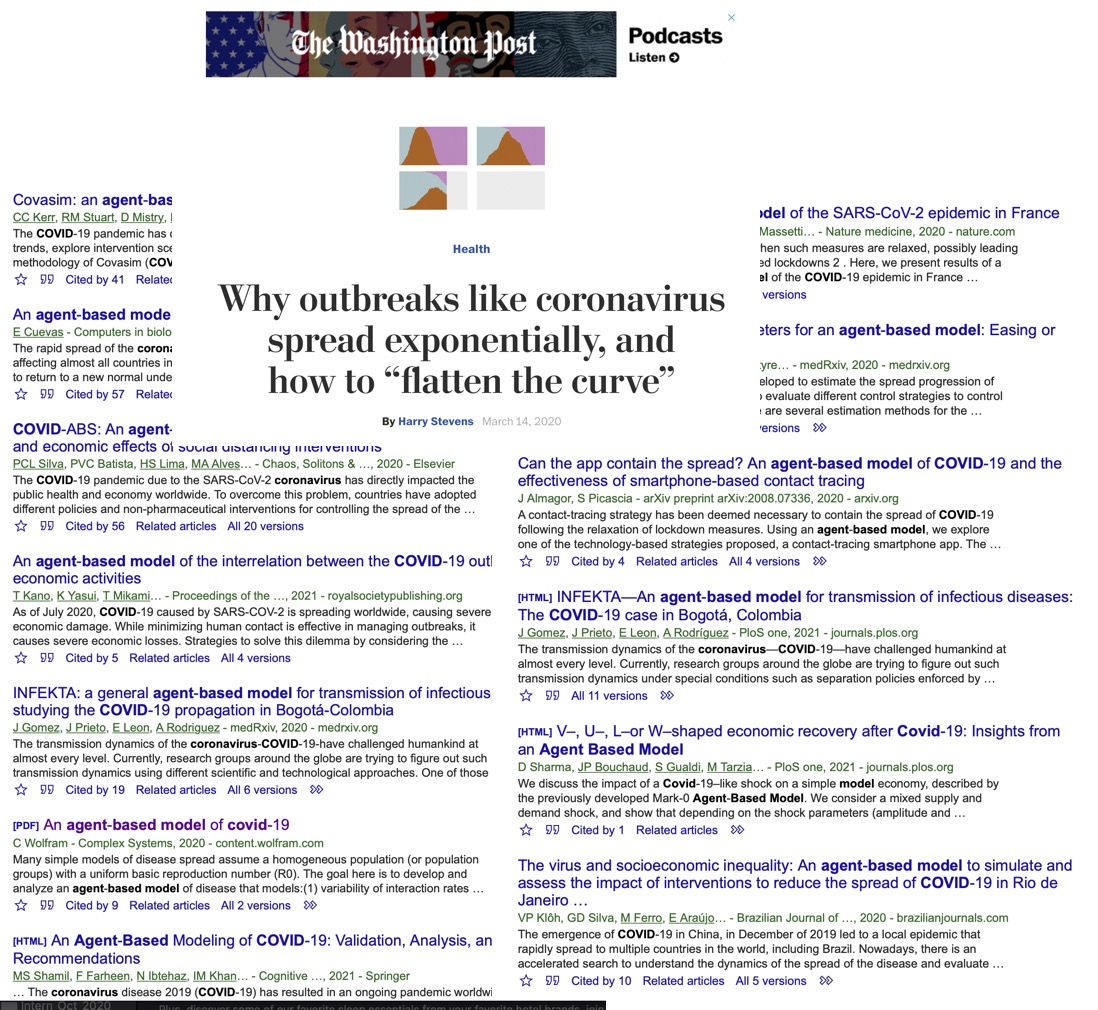 The Washington Post
Podcasts
Listen
Health
Why outbreaks like coronavirus
spread exponentially, and
how to “flatten the curve”
By Harry Stevens March 14, 2020
Covasim: an agent-bas
CC Kerr, RM Stuart, D Mistry,
The COVID-19 pandemic has
trends, explore intervention sce
methodology of Covasim (COV
Cited by 41 Related
An agent-based mode
E Cuevas - Computers in biolo
The rapid spread of the corona
affecting almost all countries in
to return to a new normal unde
Cited by 57 Related
COVID-ABS: An agent-
and economic effects of social distancing interventions
PCL Silva, PVC Batista, HS Lima, MA Alves… - Chaos, Solitons & …, 2020 - Elsevier
The COVID-19 pandemic due to the SARS-CoV-2 coronavirus has directly impacted the
public health and economy worldwide. To overcome this problem, countries have adopted
different policies and non-pharmaceutical interventions for controlling the spread of the …
Cited by 56 Related articles All 20 versions
An agent-based model of the interrelation between the COVID-19 outl
economic activities
T Kano, K Yasui, T Mikami… - Proceedings of the …, 2021 - royalsocietypublishing.org
As of July 2020, COVID-19 caused by SARS-COV-2 is spreading worldwide, causing severe
economic damage. While minimizing human contact is effective in managing outbreaks, it
causes severe economic losses. Strategies to solve this dilemma by considering the …
Cited by 5 Related articles All 4 versions
INFEKTA: a general agent-based model for transmission of infectious
studying the COVID-19 propagation in Bogotá-Colombia
J Gomez, J Prieto, E Leon, A Rodriguez - medRxiv, 2020 - medrxiv.org
The transmission dynamics of the coronavirus-COVID-19-have challenged humankind at
almost every level. Currently, research groups around the globe are trying to figure out such
transmission dynamics using different scientific and technological approaches. One of those
Cited by 19 Related articles All 6 versions
[PDF] An agent-based model of covid-19
C Wolfram - Complex Systems, 2020 - content.wolfram.com
Many simple models of disease spread assume a homogeneous population (or population
groups) with a uniform basic reproduction number (R0). The goal here is to develop and
analyze an agent-based model of disease that models:(1) variability of interaction rates …
Cited by 9 Related articles All 2 versions
[HTML] An Agent-Based Modeling of COVID-19: Validation, Analysis, an
Recommendations
MS Shamil, F Farheen, N Ibtehaz, IM Khan… - Cognitive …, 2021 - Springer
… The coronavirus disease 2019 (COVID-19) has resulted in an ongoing pandemic worldwi
Intern Oct 2020
Plus, discover some of our favorite sleep essentials from your favorite hotel brands, join
odel of the SARS-CoV-2 epidemic in France
Massetti… - Nature medicine, 2020 - nature.com
hen such measures are relaxed, possibly leading
ed lockdowns 2 . Here, we present results of a
el of the COVID-19 epidemic in France …
versions
eters for an agent-based model: Easing or
yre… - medRxiv, 2020 - medrxiv.org
eloped to estimate the spread progression of
evaluate different control strategies to control
are several estimation methods for the …
ersions
Can the app contain the spread? An agent-based model of COVID-19 and the
effectiveness of smartphone-based contact tracing
J Almagor, S Picascia - arXiv preprint arXiv:2008.07336, 2020 - arxiv.org
A contact-tracing strategy has been deemed necessary to contain the spread of COVID-19
following the relaxation of lockdown measures. Using an agent-based model, we explore
one of the technology-based strategies proposed, a contact-tracing smartphone app. The …
Cited by 4 Related articles All 4 versions
[HTML] INFEKTA—An agent-based model for transmission of infectious diseases:
The COVID-19 case in Bogotá, Colombia
J Gomez, J Prieto, E Leon, A Rodríguez - PloS one, 2021 - journals.plos.org
The transmission dynamics of the coronavirus—COVID-19—have challenged humankind at
almost every level. Currently, research groups around the globe are trying to figure out such
transmission dynamics under special conditions such as separation policies enforced by …
All 11 versions
[HTML] V–, U–, L–or W–shaped economic recovery after Covid-19: Insights from
an Agent Based Model
D Sharma, JP Bouchaud, S Gualdi, M Tarzia… - PLoS one, 2021 - journals.plos.org
We discuss the impact of a Covid-19–like shock on a simple model economy, described by
the previously developed Mark-0 Agent-Based Model. We consider a mixed supply and
demand shock, and show that depending on the shock parameters (amplitude and …
Cited by 1 Related articles
The virus and socioeconomic inequality: An agent-based model to simulate and
assess the impact of interventions to reduce the spread of COVID-19 in Rio de
Janeiro …
VP Klôh, GD Silva, M Ferro, E Araújo… - Brazilian Journal of …, 2020 - brazilianjournals.com
The emergence of COVID-19 in China, in December of 2019 led to a local epidemic that
rapidly spread to multiple countries in the world, including Brazil. Nowadays, there is an
accelerated search to understand the dynamics of the spread of the disease and evaluate …
Cited by 10 Related articles All 5 versions